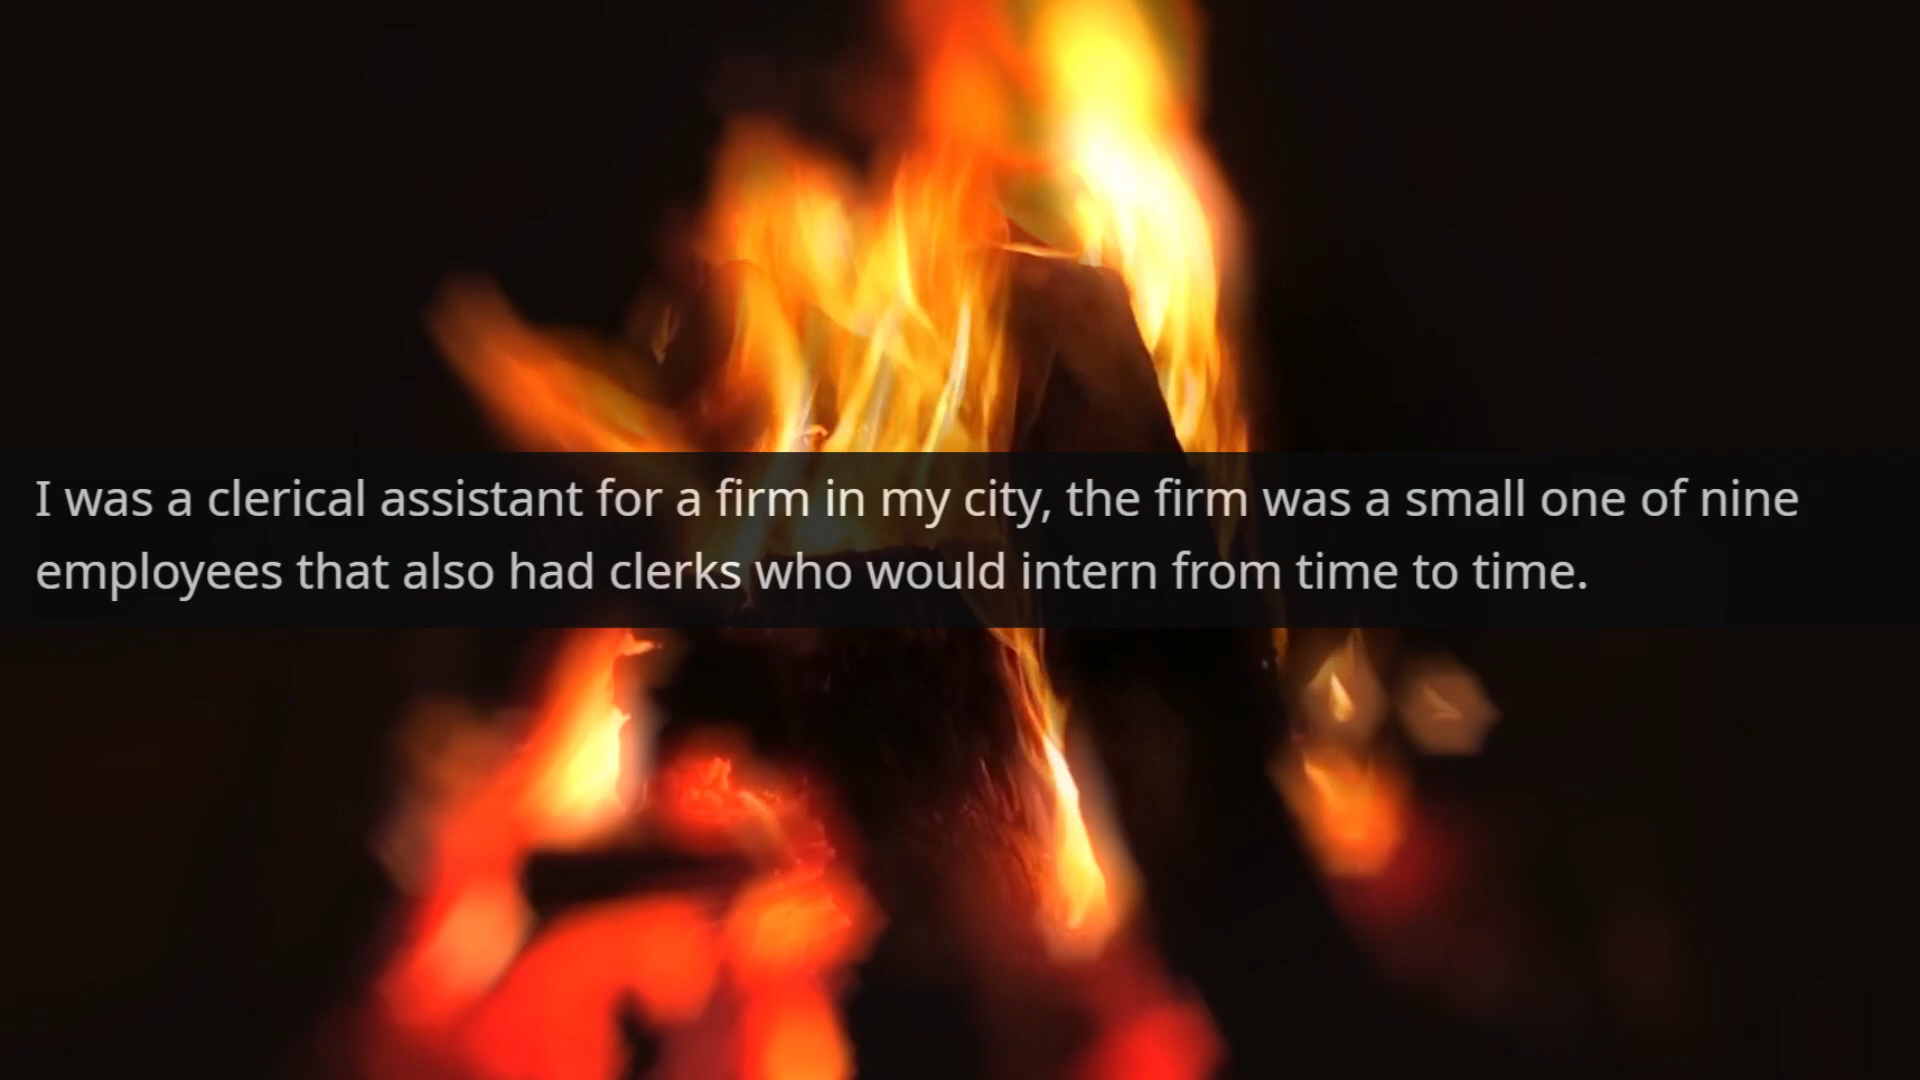 I was a clerical assistant for a firm in my city, the firm was a small one of nine
employees that also had clerks who would intern from time to time.